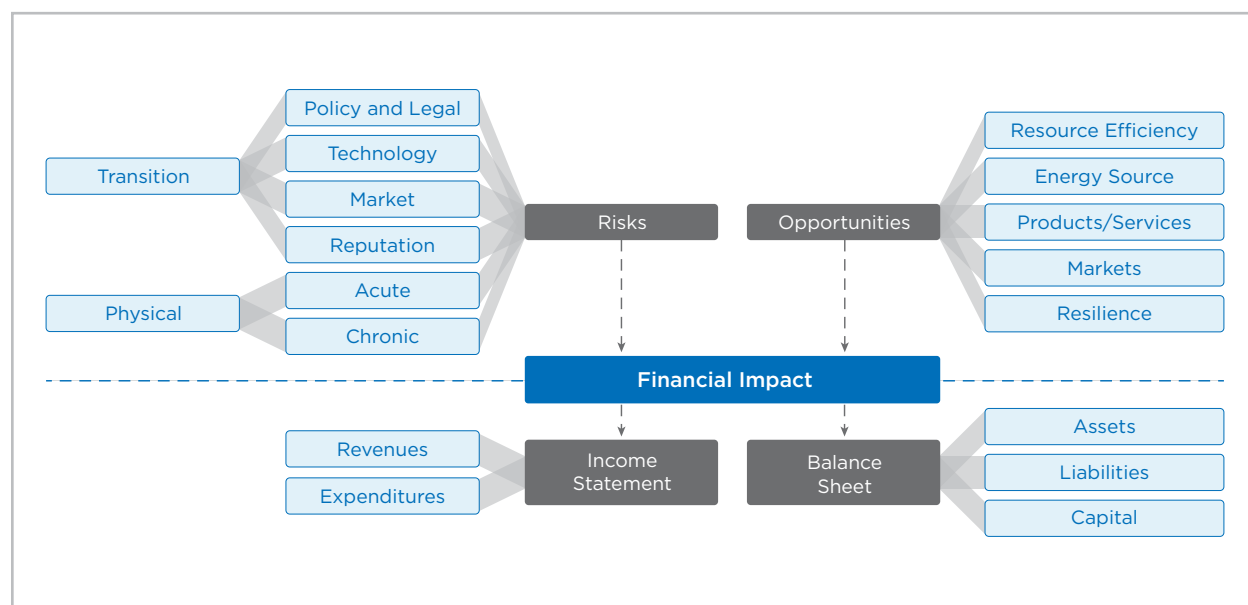 Policy and Legal
Technology
Transition
Market
Reputation
Acute
Physical
Chronic
Risks
Opportunities
Resource Efficiency
Energy Source
Products/Services
Markets
Resilience
Financial Impact
Revenues
Expenditures
Income
Statement
Balance
Sheet
Assets
Liabilities
Capital